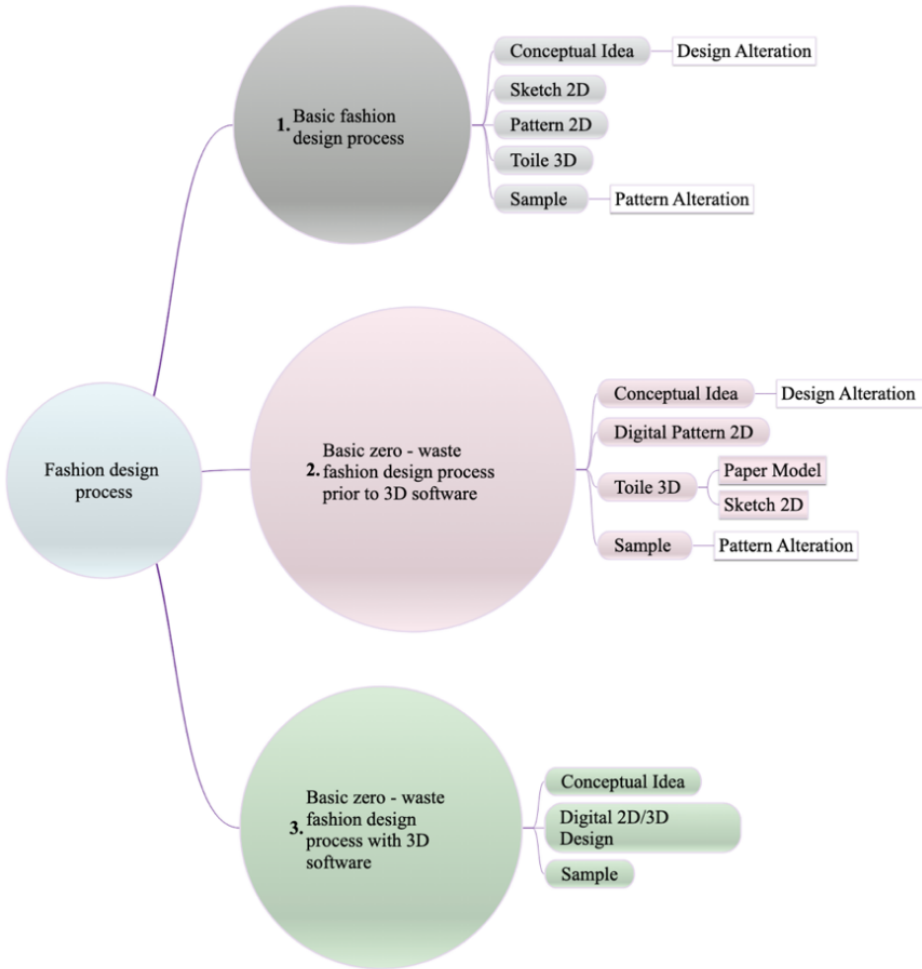 Fashion design
process
1. Basic fashion
design process
Conceptual Idea
Design Alteration
Sketch 2D
Pattern 2D
Toile 3D
Sample
Pattern Alteration
Basic zero - waste
2. fashion design process
prior to 3D software
Conceptual Idea
Design Alteration
Digital Pattern 2D
Toile 3D
Paper Model
Sketch 2D
Sample
Pattern Alteration
Basic zero - waste
fashion design
3. process with 3D
software
Conceptual Idea
Digital 2D/3D
Design
Sample